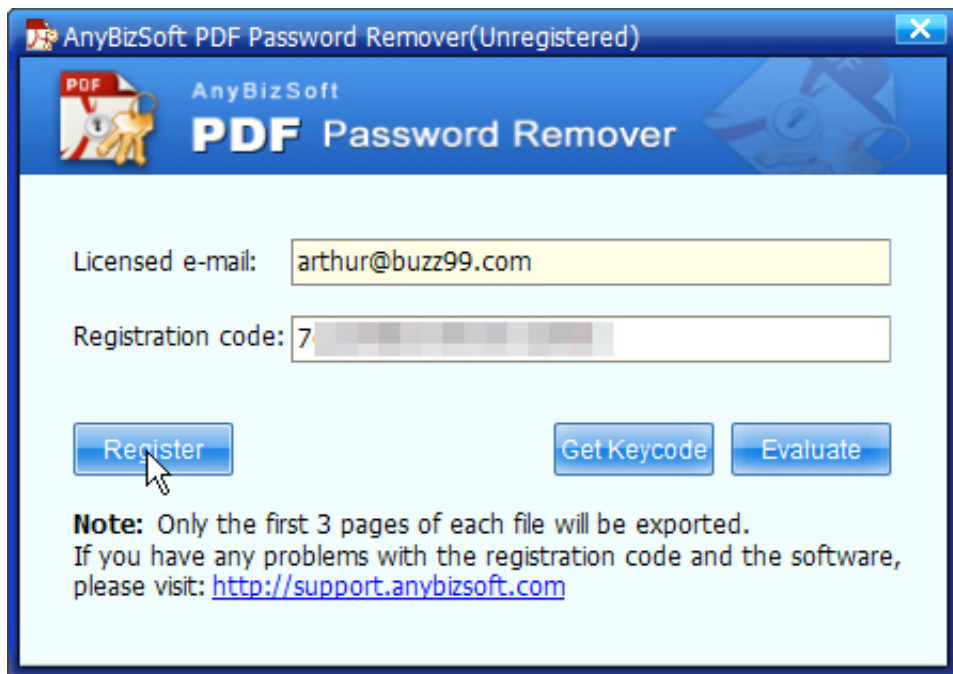 AnyBizSoft PDF Password Remover(Unregistered)
PDF
AnyBizSoft
PDF Password Remover
Licensed e-mail: arthur@buzz99.com
Registration code: 7
Register Get Keycode Evaluate
Note: Only the first 3 pages of each file will be exported.
If you have any problems with the registration code and the software,
please visit: http://support.anybizsoft.com